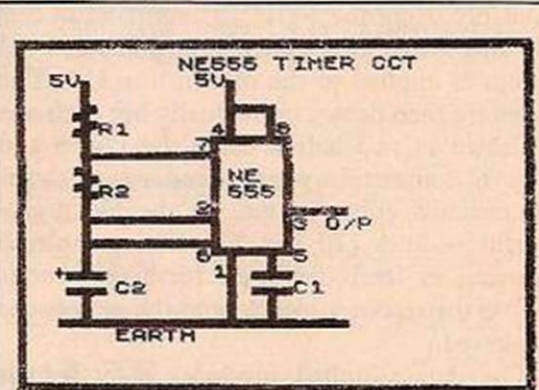 NE555 TIMER CCT
5V 5V
R1
4 8
7
R2
NE
555
2
3 O/P
6 1 5
C2 C1
+
EARTH